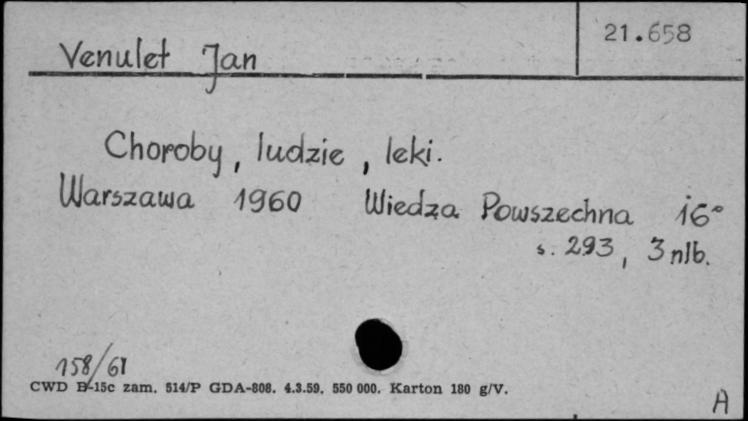 21.658
Venulet Jan
Choroby, ludzie, leki.
Warszawa 1960 Wiedza Powszechna 16°
s. 293, 3 nlb.
158/61
CWD B-15c zam. 514/P GDA-808. 4.3.59. 550 000. Karton 180 g/V.
A